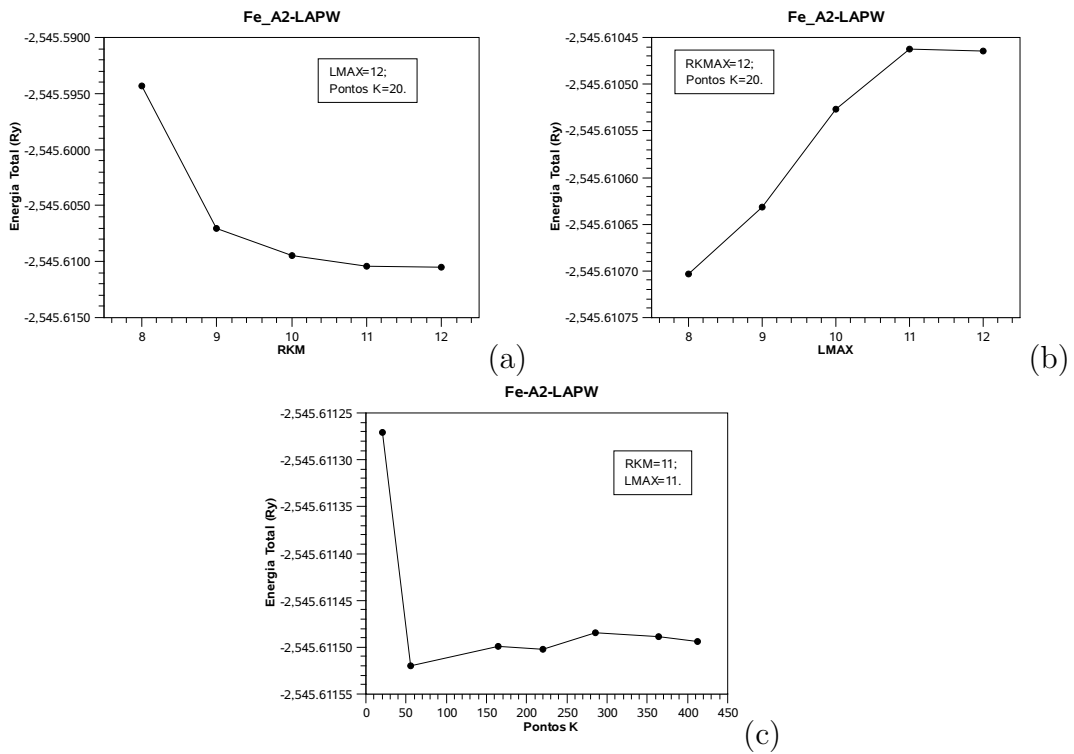 Fe_A2-LAPW
-2,545.5900
-2,545.5950
-2,545.6000
-2,545.6050
-2,545.6100
-2,545.6150
Energia Total (Ry)
LMAX=12;
Pontos K=20.
8 9 10 11 12
RKM
(a)
Fe_A2-LAPW
-2,545.61045
-2,545.61050
-2,545.61055
-2,545.61060
-2,545.61065
-2,545.61070
-2,545.61075
Energia Total (Ry)
RKMAX=12;
Pontos K=20.
8 9 10 11 12
LMAX
(b)
Fe-A2-LAPW
-2,545.61125
-2,545.61130
-2,545.61135
-2,545.61140
-2,545.61145
-2,545.61150
-2,545.61155
Energia Total (Ry)
RKM=11;
LMAX=11.
0 50 100 150 200 250 300 350 400 450
Pontos K
(c)